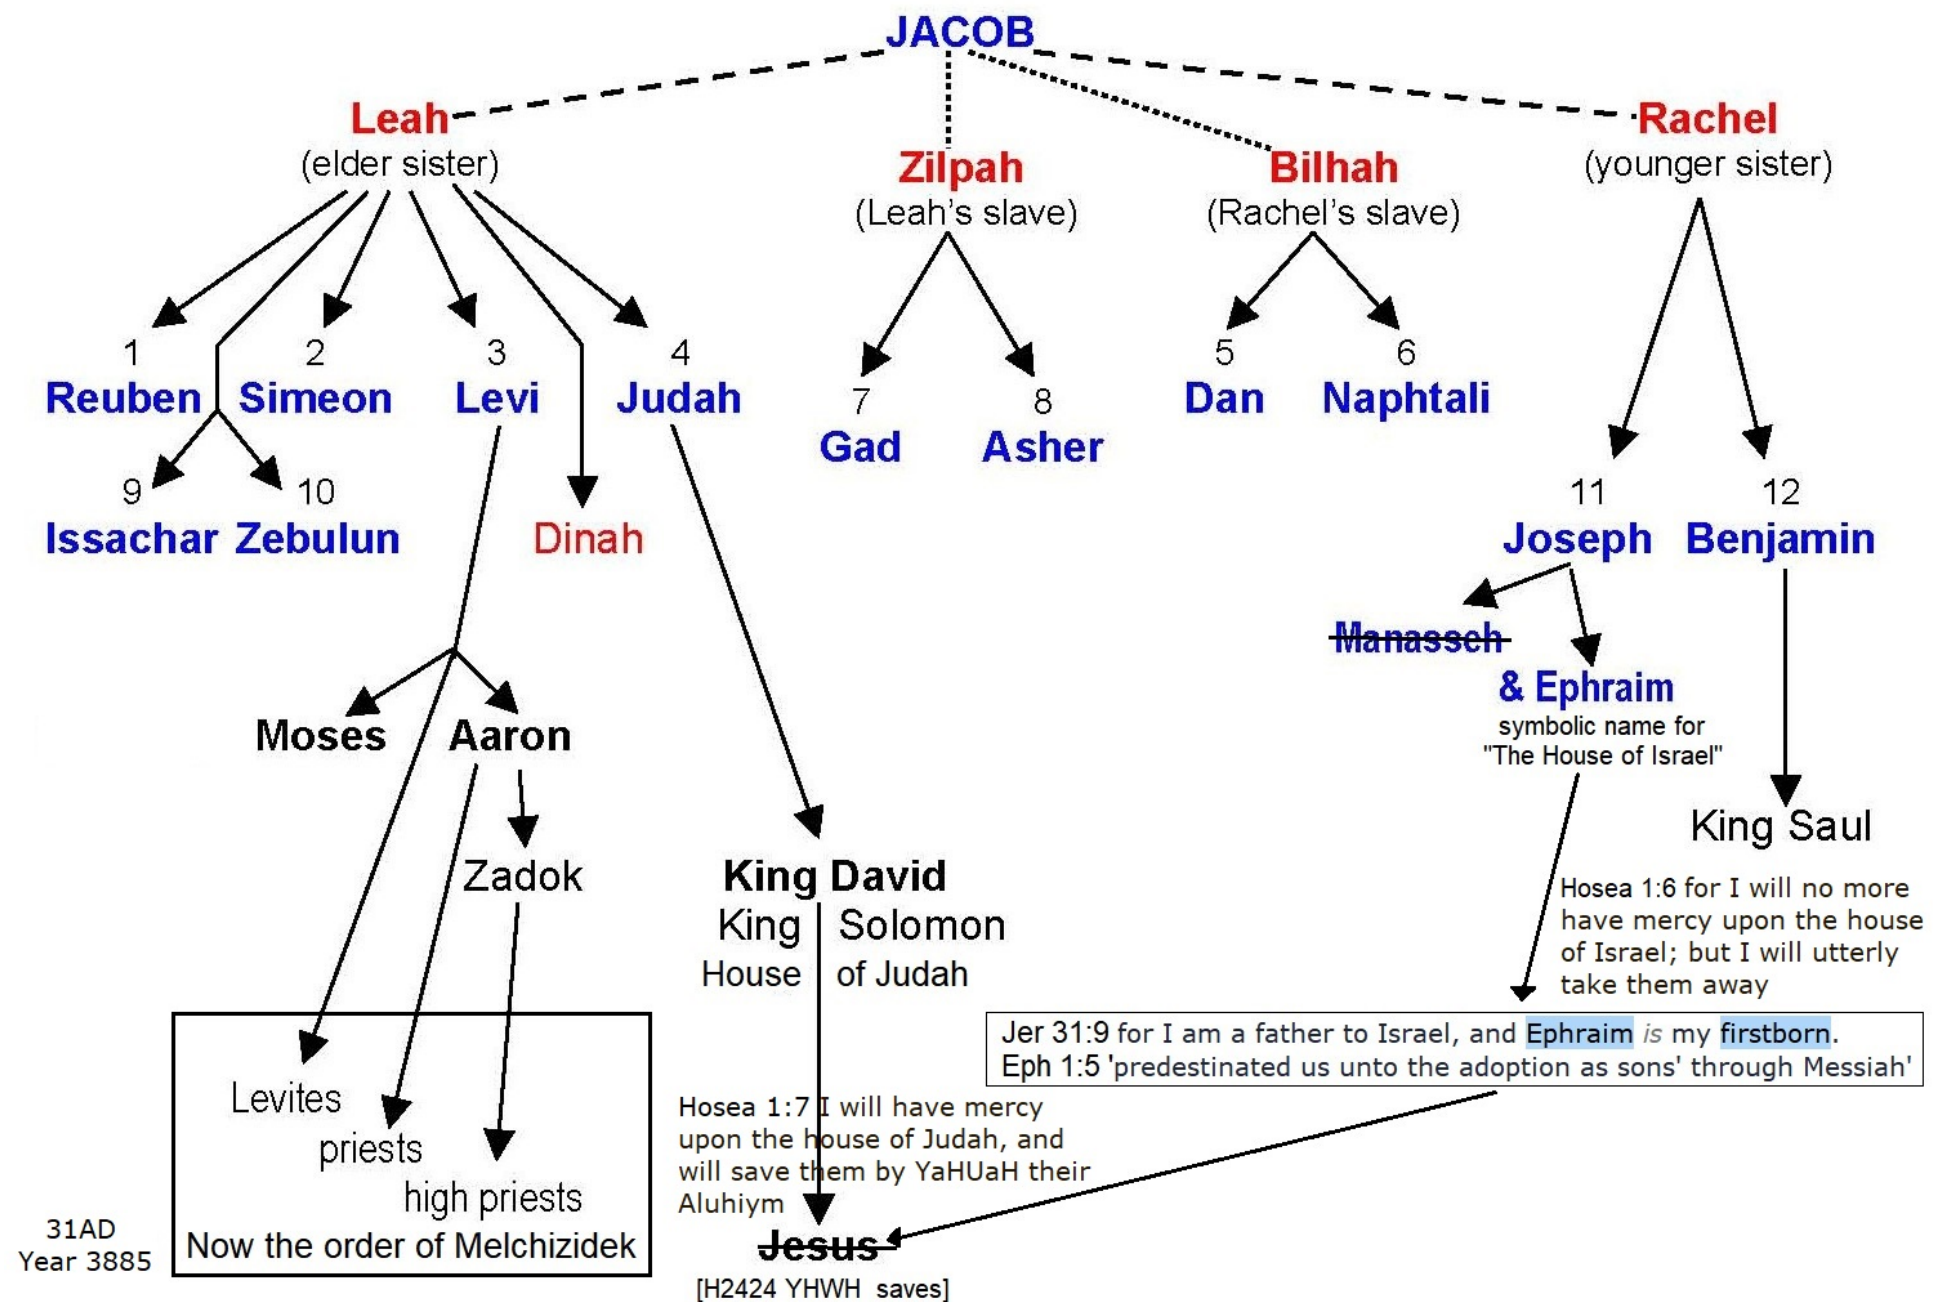 JACOB
Leah
(elder sister)
Zilpah
(Leah's slave)
Bilhah
(Rachel's slave)
Rachel
(younger sister)
1
Reuben
2
Simeon
3
Levi
4
Judah
7
Gad
8
Asher
5
Dan
6
Naphtali
9
Issachar
10
Zebulun
Dinah
11
Joseph
12
Benjamin
Manasseh
& Ephraim
symbolic name for
"The House of Israel"
Moses
Aaron
Zadok
King David
King Solomon
House of Judah
King Saul
Hosea 1:6 for I will no more
have mercy upon the house
of Israel; but I will utterly
take them away
Jer 31:9 for I am a father to Israel, and Ephraim is my firstborn.
Eph 1:5 'predestinated us unto the adoption as sons' through Messiah'
Levites
priests
high priests
Now the order of Melchizidek
31AD
Year 3885
Hosea 1:7 I will have mercy
upon the house of Judah, and
will save them by YaHUaH their
Aluhiym
Jesus
[H2424 YHWH saves]